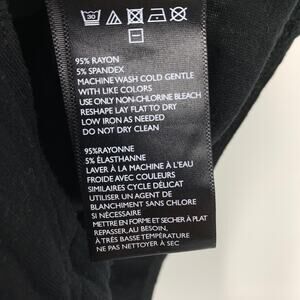 30
95% RAYON
5% SPANDEX
MACHINE WASH COLD GENTLE
WITH LIKE COLORS
USE ONLY NON-CHLORINE BLEACH
RESHAPE LAY FLAT TO DRY
LOW IRON AS NEEDED
DO NOT DRY CLEAN
95%RAYONNE
5% ÉLASTHANNE
LAVER À LA MACHINE À L'EAU
FROIDE AVEC COULEURS
SIMILAIRES CYCLE DÉLICAT
UTILISER UN AGENT DE
BLANCHIMENT SANS CHLORE
SI NÉCESSAIRE
METTRE EN FORME ET SÉCHER À PLAT
REPASSER, AU BESOIN,
À TRÈS BASSE TEMPÉRATURE
NE PAS NETTOYER À SEC